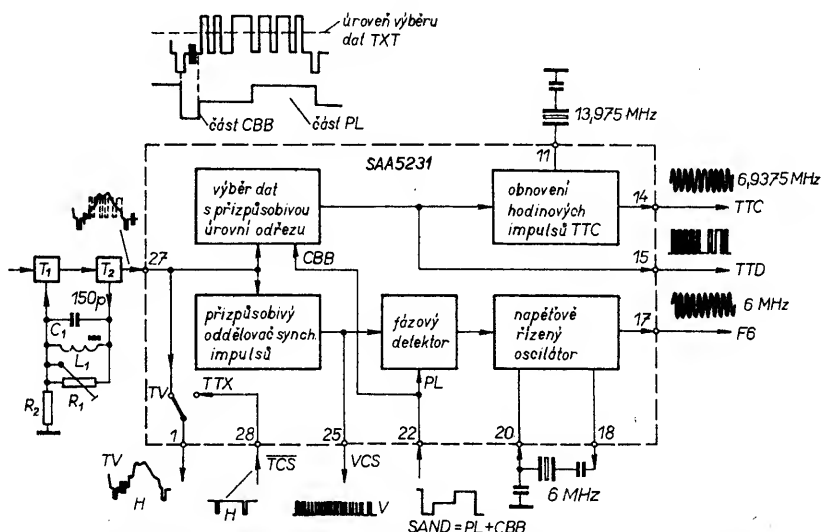 úroveň výběru
dat TXT
část CBB
část PL
13,975 MHz
SAA5231
11
výběr dat
s přizpůsobivou
úrovní odřezu
obnovení
hodinových
impulsů TTC
14
6,9375 MHz
TTC
CBB
15
TTD
T1
T2
27
150p
C1
L1
R1
R2
přizpůsobivý
oddělovač synch.
impulsů
fázový
detektor
napěťově
řízený
oscilátor
17
6 MHz
F6
TV
TTX
PL
1
28
25
22
20
18
TV
H
TCS
H
VCS
V
6 MHz
SAND = PL + CBB